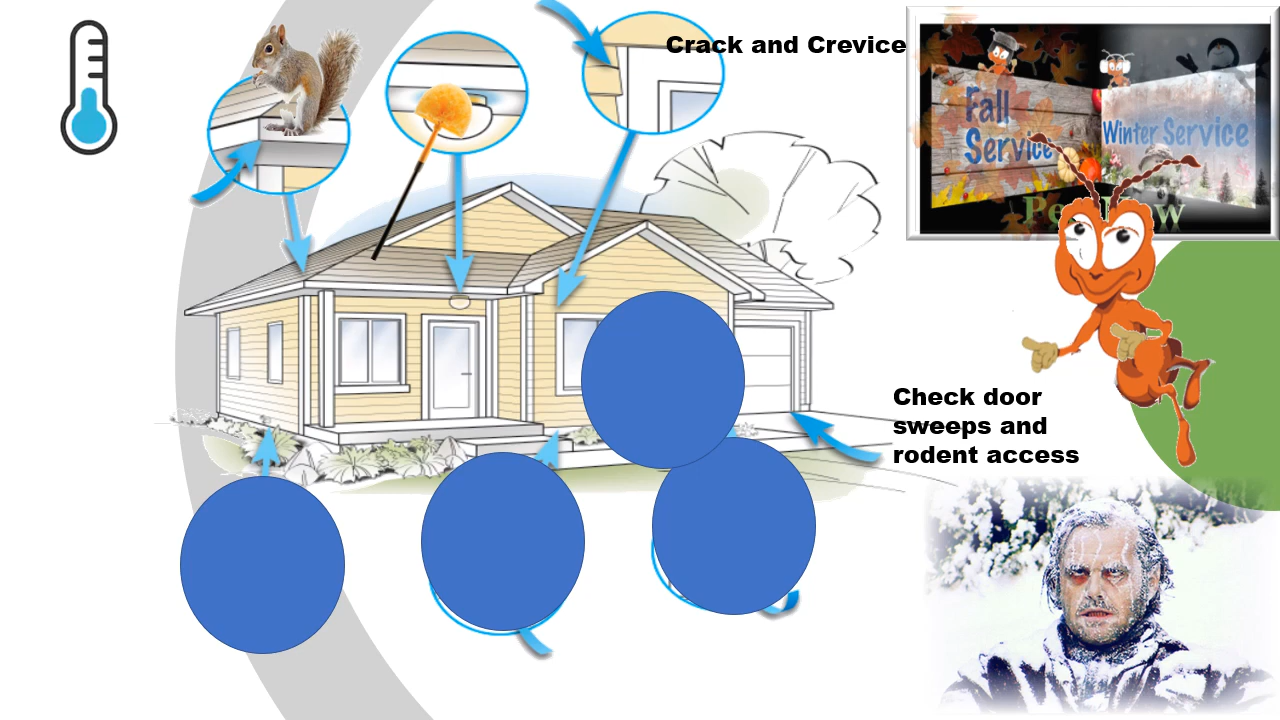 Crack and Crevice
Fall
Service
Winter Service
Check door
sweeps and
rodent access